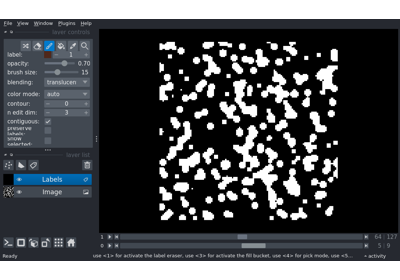 File View Window Plugins Help
layer controls
label: 1
opacity: 0.70
brush size: 15
blending: translucen
color mode: auto
contour: 0
n edit dim: 3
contiguous:
preserve labels:
show selected:
layer list
Labels
Image
1 64 127
0 5 9
Ready use <1> for activate the label eraser, use <3> for activate the fill bucket, use <4> for pick mode, use <5... activity